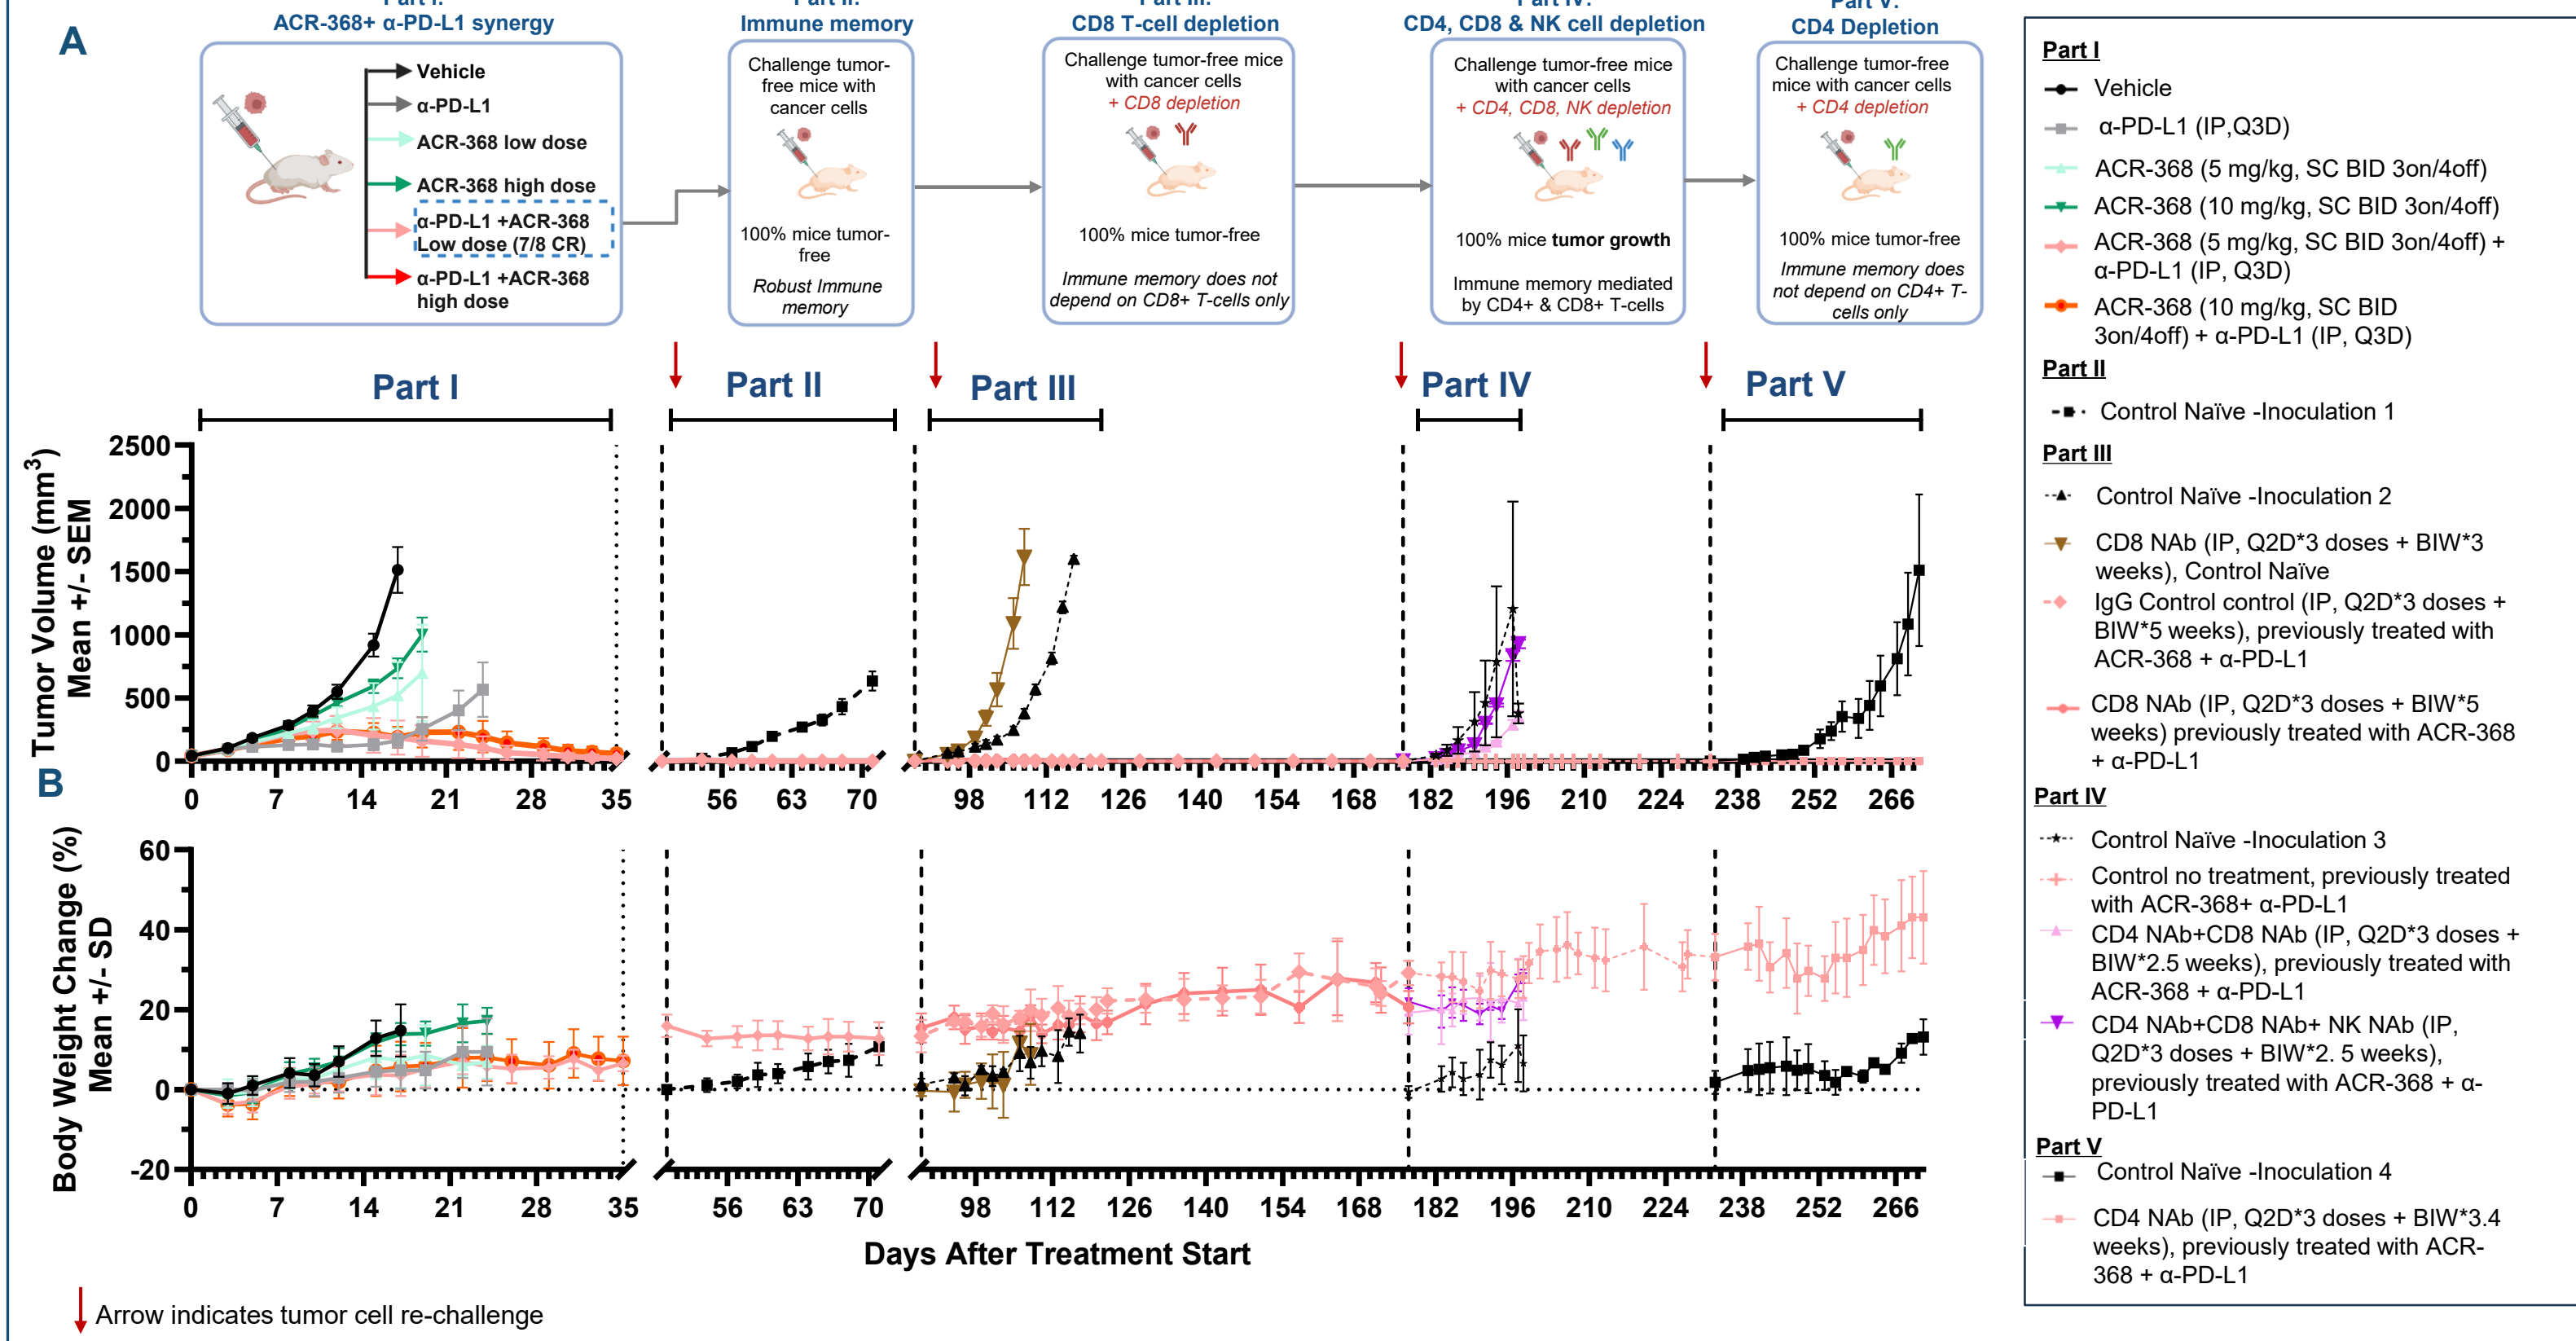 A
Part I:
ACR-368+ α-PD-L1 synergy
Vehicle
α-PD-L1
ACR-368 low dose
ACR-368 high dose
α-PD-L1 +ACR-368
Low dose (7/8 CR)
α-PD-L1 +ACR-368
high dose
Part II:
Immune memory
Challenge tumor-
free mice with
cancer cells
100% mice tumor-
free
Robust Immune
memory
Part III:
CD8 T-cell depletion
Challenge tumor-free mice
with cancer cells
+ CD8 depletion
100% mice tumor-free
Immune memory does not
depend on CD8+ T-cells only
Part IV:
CD4, CD8 & NK cell depletion
Challenge tumor-free mice
with cancer cells
+ CD4, CD8, NK depletion
100% mice tumor growth
Immune memory mediated
by CD4+ & CD8+ T-cells
Part V:
CD4 Depletion
Challenge tumor-free
mice with cancer cells
+ CD4 depletion
100% mice tumor-free
Immune memory does
not depend on CD4+ T-
cells only
Part I
Part II
Part III
Part IV
Part V
Tumor Volume (mm3)
Mean +/- SEM
2500
2000
1500
1000
500
0
0 7 14 21 28 35 56 63 70 98 112 126 140 154 168 182 196 210 224 238 252 266
B
Body Weight Change (%)
Mean +/- SD
60
40
20
0
-20
0 7 14 21 28 35 56 63 70 98 112 126 140 154 168 182 196 210 224 238 252 266
Days After Treatment Start
Arrow indicates tumor cell re-challenge
Part I
Vehicle
α-PD-L1 (IP,Q3D)
ACR-368 (5 mg/kg, SC BID 3on/4off)
ACR-368 (10 mg/kg, SC BID 3on/4off)
ACR-368 (5 mg/kg, SC BID 3on/4off) +
α-PD-L1 (IP, Q3D)
ACR-368 (10 mg/kg, SC BID
3on/4off) + α-PD-L1 (IP, Q3D)
Part II
Control Naïve -Inoculation 1
Part III
Control Naïve -Inoculation 2
CD8 NAb (IP, Q2D*3 doses + BIW*3
weeks), Control Naïve
IgG Control control (IP, Q2D*3 doses +
BIW*5 weeks), previously treated with
ACR-368 + α-PD-L1
CD8 NAb (IP, Q2D*3 doses + BIW*5
weeks) previously treated with ACR-368
+ α-PD-L1
Part IV
Control Naïve -Inoculation 3
Control no treatment, previously treated
with ACR-368+ α-PD-L1
CD4 NAb+CD8 NAb (IP, Q2D*3 doses +
BIW*2.5 weeks), previously treated with
ACR-368 + α-PD-L1
CD4 NAb+CD8 NAb+ NK NAb (IP,
Q2D*3 doses + BIW*2. 5 weeks),
previously treated with ACR-368 + α-
PD-L1
Part V
Control Naïve -Inoculation 4
CD4 NAb (IP, Q2D*3 doses + BIW*3.4
weeks), previously treated with ACR-
368 + α-PD-L1